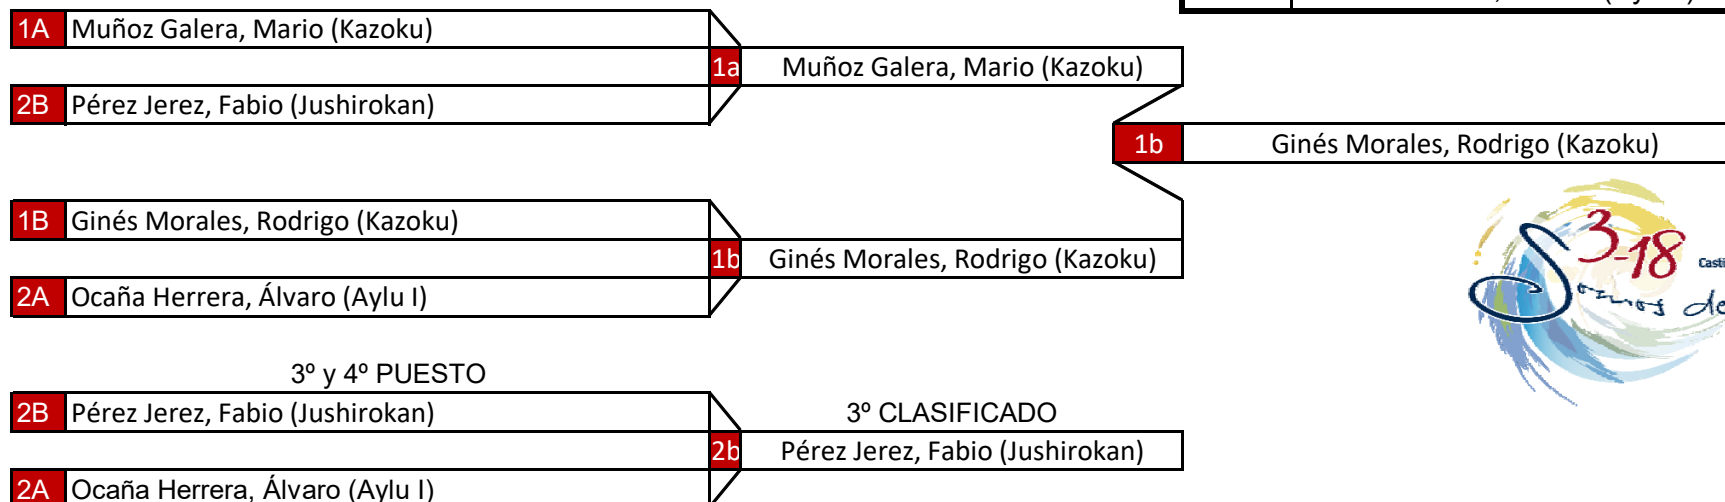 1A Muñoz Galera, Mario (Kazoku)
1a Muñoz Galera, Mario (Kazoku)
2B Pérez Jerez, Fabio (Jushirokan)
1b Ginés Morales, Rodrigo (Kazoku)
1B Ginés Morales, Rodrigo (Kazoku)
1b Ginés Morales, Rodrigo (Kazoku)
2A Ocaña Herrera, Álvaro (Aylu I)
3-18
Somos de
3º y 4º PUESTO
2B Pérez Jerez, Fabio (Jushirokan)
3º CLASIFICADO
2b Pérez Jerez, Fabio (Jushirokan)
2A Ocaña Herrera, Álvaro (Aylu I)